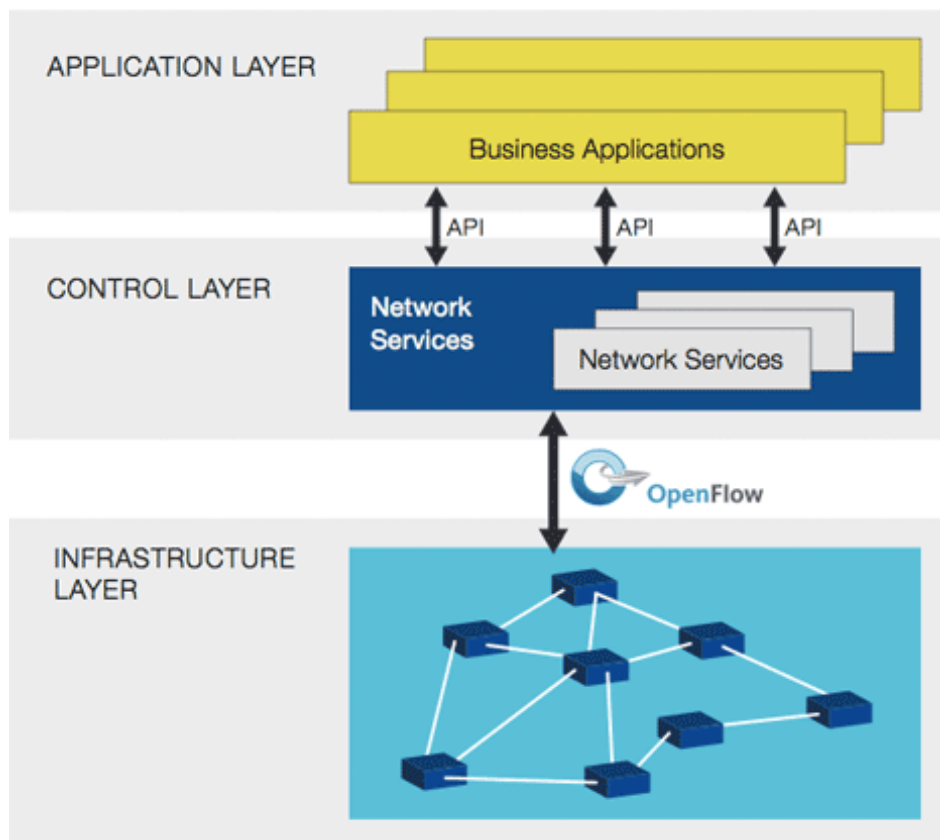 APPLICATION LAYER
Business Applications
API API API
CONTROL LAYER
Network
Services
Network Services
OpenFlow
INFRASTRUCTURE
LAYER